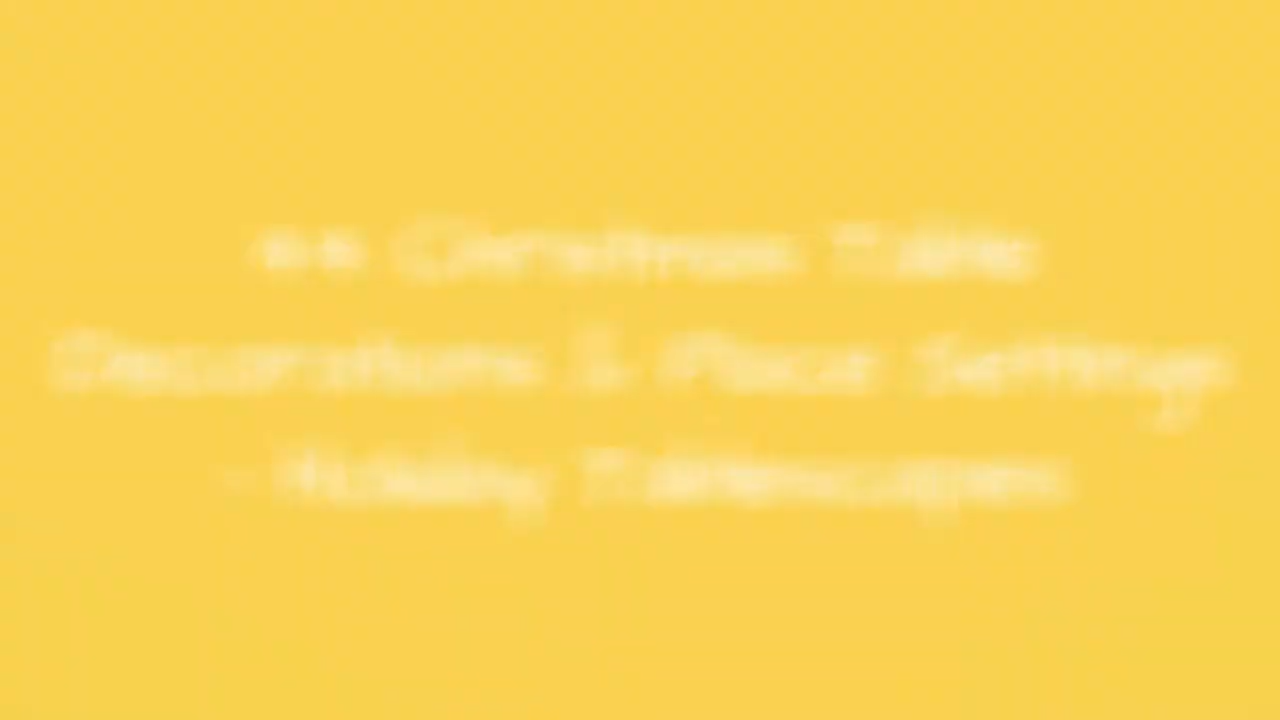 Christmas Table
Decorations & Place Settings
- Holiday Tablescapes